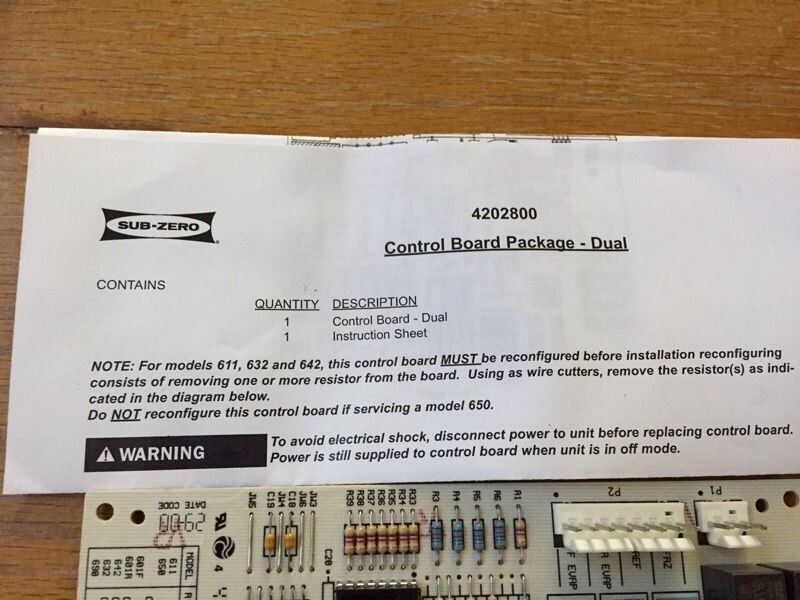 SUB-ZERO
4202800
Control Board Package - Dual
CONTAINS
QUANTITY DESCRIPTION
1 Control Board - Dual
1 Instruction Sheet
NOTE: For models 611, 632 and 642, this control board MUST be reconfigured before installation reconfiguring
consists of removing one or more resistor from the board. Using as wire cutters, remove the resistor(s) as indi-
cated in the diagram below.
Do NOT reconfigure this control board if servicing a model 650.
WARNING
To avoid electrical shock, disconnect power to unit before replacing control board.
Power is still supplied to control board when unit is in off mode.
DATE CODE
JW5
C19
JW4
C18
JW6
JW3
R39
R38
R37
R36
R35
R34
R33
R3
R4
R5
R6
R1
P2
P1
C20
4
MODEL
611
650
601F
601R
642
632
690
F EVAP
R EVAP
REF
FRZ